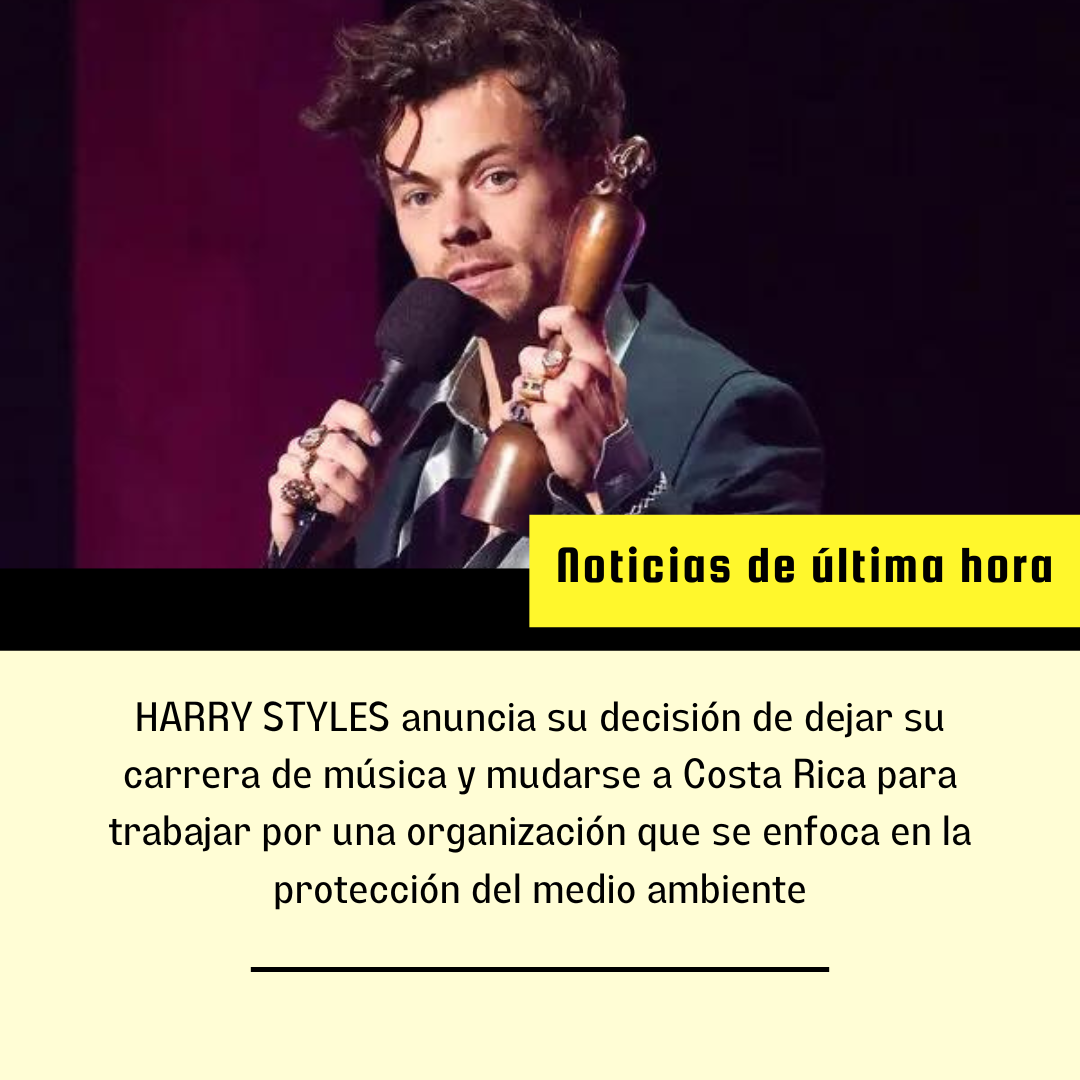 Noticias de última hora
HARRY STYLES anuncia su decisión de dejar su
carrera de música y mudarse a Costa Rica para
trabajar por una organización que se enfoca en la
protección del medio ambiente